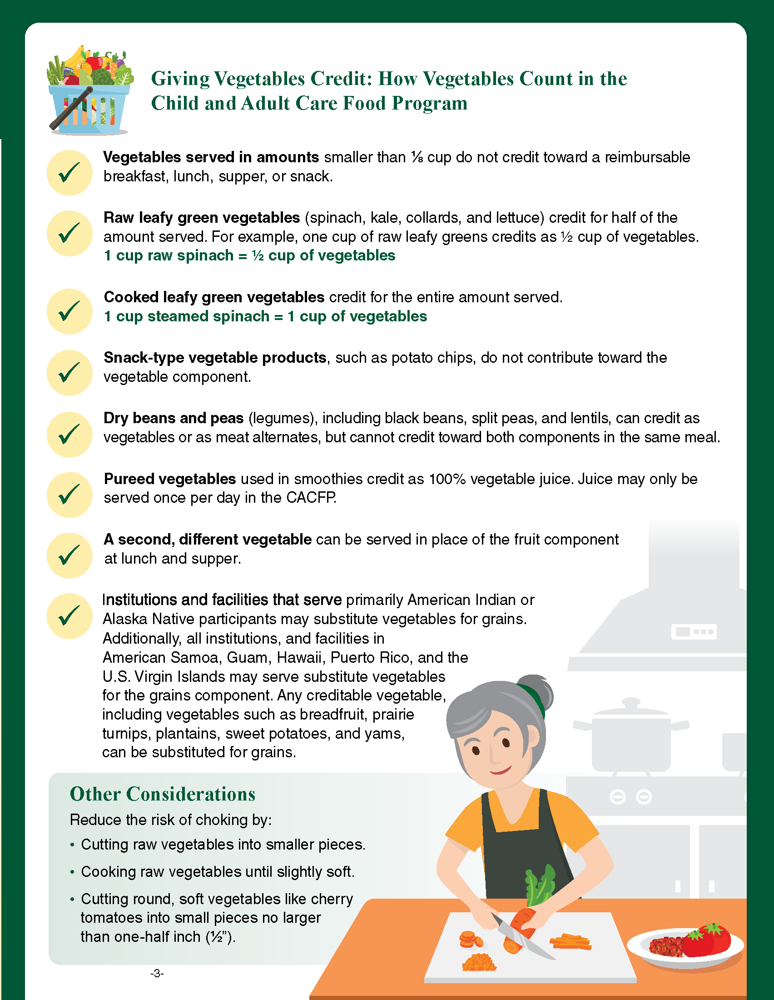 Giving Vegetables Credit: How Vegetables Count in the
Child and Adult Care Food Program
Vegetables served in amounts smaller than ⅛ cup do not credit toward a reimbursable
breakfast, lunch, supper, or snack.
Raw leafy green vegetables (spinach, kale, collards, and lettuce) credit for half of the
amount served. For example, one cup of raw leafy greens credits as ½ cup of vegetables.
1 cup raw spinach = ½ cup of vegetables
Cooked leafy green vegetables credit for the entire amount served.
1 cup steamed spinach = 1 cup of vegetables
Snack-type vegetable products, such as potato chips, do not contribute toward the
vegetable component.
Dry beans and peas (legumes), including black beans, split peas, and lentils, can credit as
vegetables or as meat alternates, but cannot credit toward both components in the same meal.
Pureed vegetables used in smoothies credit as 100% vegetable juice. Juice may only be
served once per day in the CACFP.
A second, different vegetable can be served in place of the fruit component
at lunch and supper.
Institutions and facilities that serve primarily American Indian or
Alaska Native participants may substitute vegetables for grains.
Additionally, all institutions, and facilities in
American Samoa, Guam, Hawaii, Puerto Rico, and the
U.S. Virgin Islands may serve substitute vegetables
for the grains component. Any creditable vegetable,
including vegetables such as breadfruit, prairie
turnips, plantains, sweet potatoes, and yams,
can be substituted for grains.
Other Considerations
Reduce the risk of choking by:
• Cutting raw vegetables into smaller pieces.
• Cooking raw vegetables until slightly soft.
• Cutting round, soft vegetables like cherry
tomatoes into small pieces no larger
than one-half inch (½”).
-3-